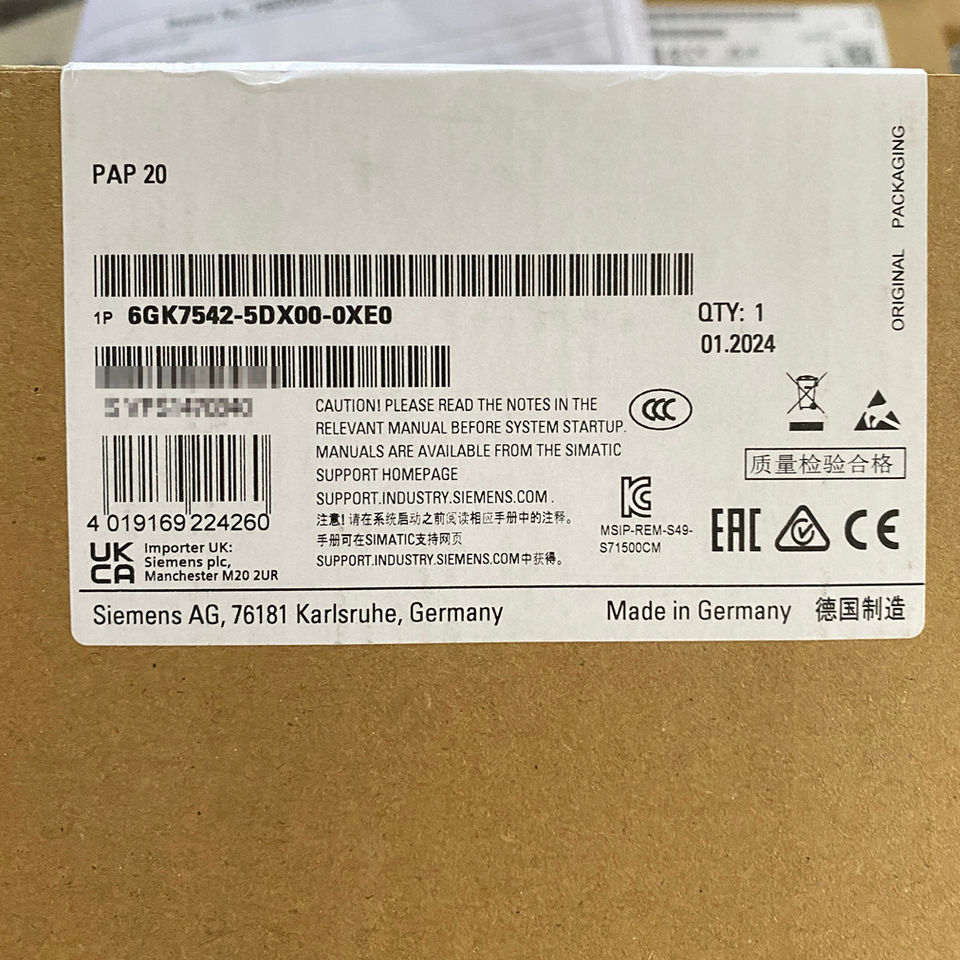 PAP 20
ORIGINAL PACKAGING
1P 6GK7542-5DX00-0XE0
QTY: 1
01.2024
CAUTION! PLEASE READ THE NOTES IN THE
RELEVANT MANUAL BEFORE SYSTEM STARTUP.
MANUALS ARE AVAILABLE FROM THE SIMATIC
SUPPORT HOMEPAGE
SUPPORT.INDUSTRY.SIEMENS.COM .
注意! 请在系统启动之前阅读相应手册中的注释。
手册可在SIMATIC支持网页
SUPPORT.INDUSTRY.SIEMENS.COM中获得。
CCC
质量检验合格
MSIP-REM-S49-
S71500CM
EAC
CE
4 019169 224260
UK
CA
Importer UK:
Siemens plc,
Manchester M20 2UR
Siemens AG, 76181 Karlsruhe, Germany
Made in Germany 德国制造